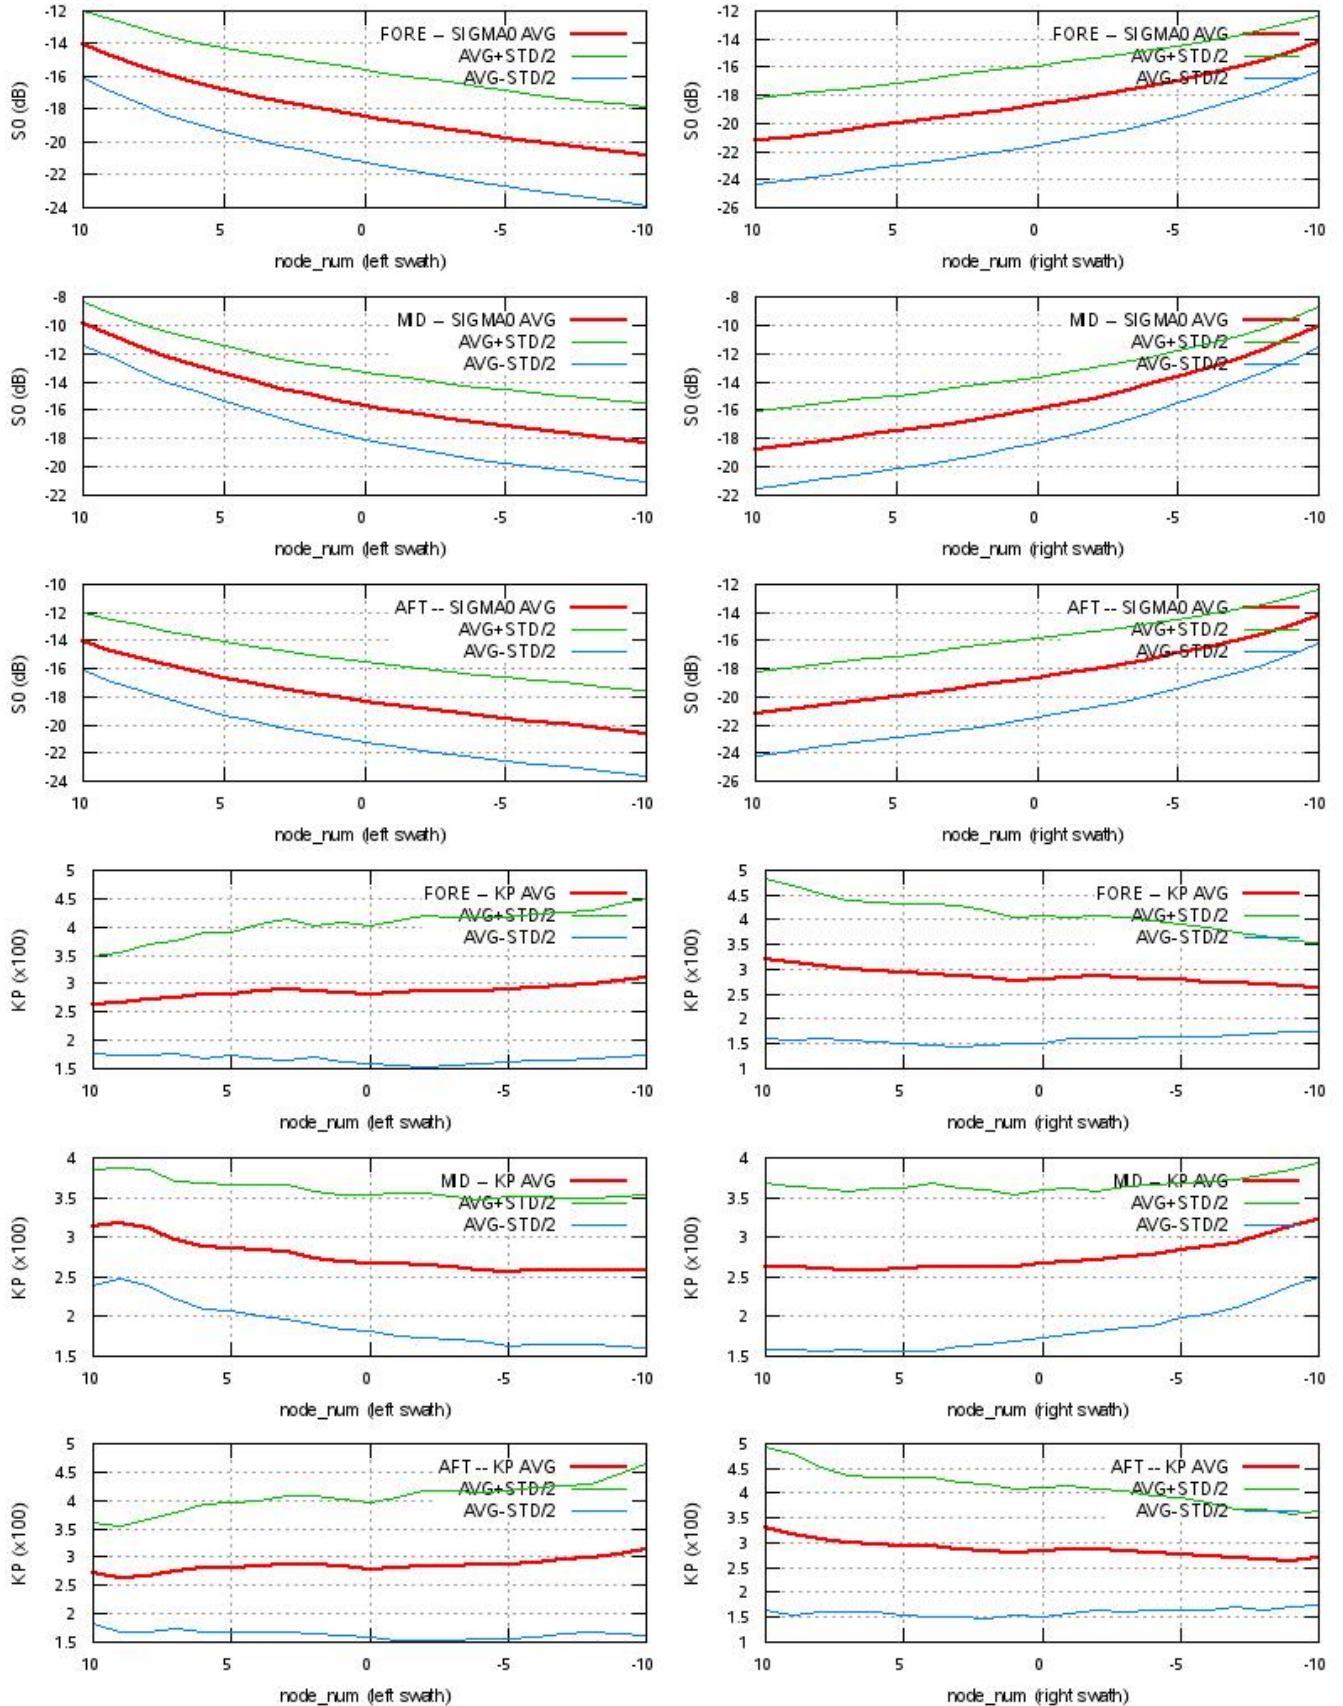 -12
FORE – SIGMA0 AVG
-14
AVG+STD/2
-16
AVG-STD/2
-18
-20
-22
-24
S0 (dB)
10 5 0 -5 -10
node_num (left swath)
-12
FORE – SIGMA0 AVG
-14
AVG+STD/2
-16
AVG-STD/2
-18
-20
-22
-24
-26
S0 (dB)
10 5 0 -5 -10
node_num (right swath)
-8
MID – SIGMA0 AVG
-10
AVG+STD/2
-12
AVG-STD/2
-14
-16
-18
-20
-22
S0 (dB)
10 5 0 -5 -10
node_num (left swath)
-8
MID – SIGMA0 AVG
-10
AVG+STD/2
-12
AVG-STD/2
-14
-16
-18
-20
-22
S0 (dB)
10 5 0 -5 -10
node_num (right swath)
-10
AFT -- SIGMA0 AVG
-12
AVG+STD/2
-14
AVG-STD/2
-16
-18
-20
-22
-24
S0 (dB)
10 5 0 -5 -10
node_num (left swath)
-12
AFT -- SIGMA0 AVG
-14
AVG+STD/2
-16
AVG-STD/2
-18
-20
-22
-24
-26
S0 (dB)
10 5 0 -5 -10
node_num (right swath)
5
FORE – KP AVG
4.5
AVG+STD/2
4
AVG-STD/2
3.5
3
2.5
2
1.5
KP (x100)
10 5 0 -5 -10
node_num (left swath)
5
FORE – KP AVG
4.5
AVG+STD/2
4
AVG-STD/2
3.5
3
2.5
2
1.5
1
KP (x100)
10 5 0 -5 -10
node_num (right swath)
4
MID – KP AVG
3.5
AVG+STD/2
3
AVG-STD/2
2.5
2
1.5
KP (x100)
10 5 0 -5 -10
node_num (left swath)
4
MID – KP AVG
3.5
AVG+STD/2
3
AVG-STD/2
2.5
2
1.5
KP (x100)
10 5 0 -5 -10
node_num (right swath)
5
AFT -- KP AVG
4.5
AVG+STD/2
4
AVG-STD/2
3.5
3
2.5
2
1.5
KP (x100)
10 5 0 -5 -10
node_num (left swath)
5
AFT -- KP AVG
4.5
AVG+STD/2
4
AVG-STD/2
3.5
3
2.5
2
1.5
1
KP (x100)
10 5 0 -5 -10
node_num (right swath)